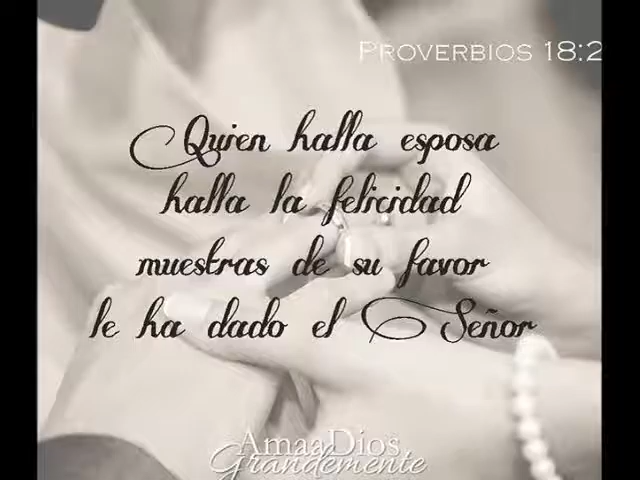 PROVERBIOS 18:2
Quien halla esposa
halla la felicidad
muestras de su favor
le ha dado el Señor
AmaaDios
Grandemente